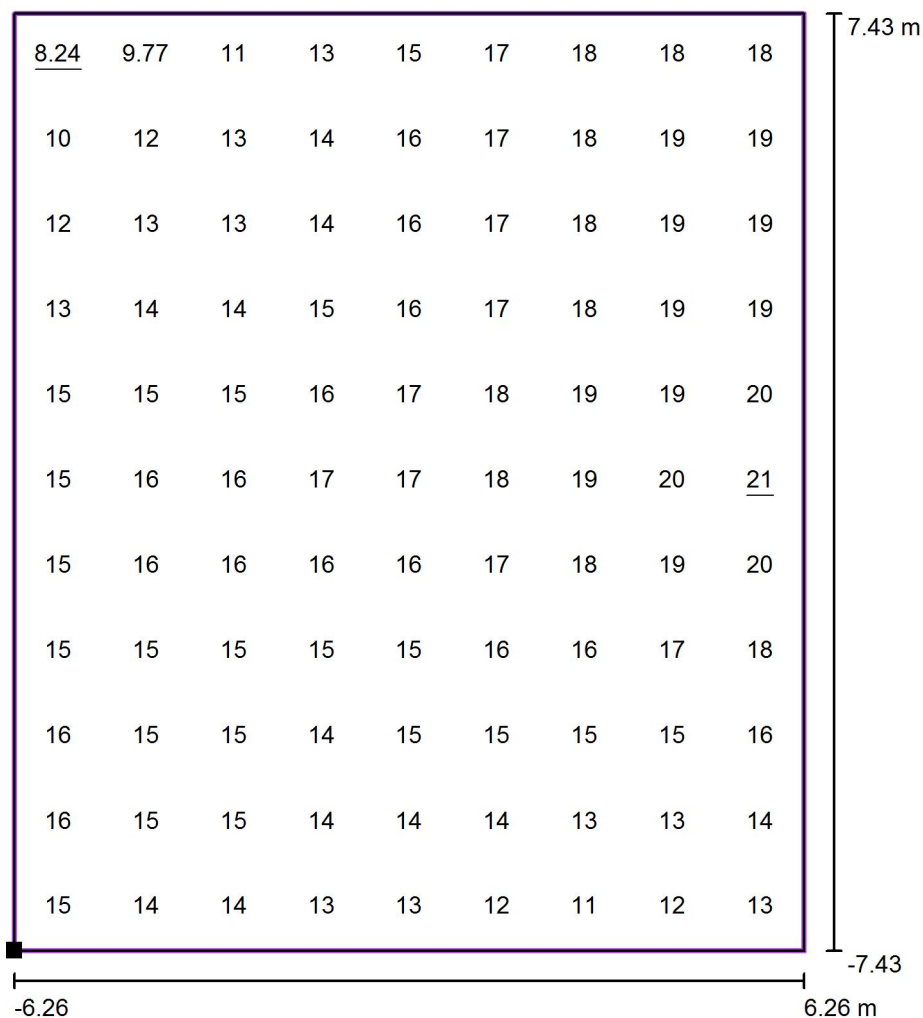 7.43 m
8.24 9.77 11 13 15 17 18 18 18
10 12 13 14 16 17 18 19 19
12 13 13 14 16 17 18 19 19
13 14 14 15 16 17 18 19 19
15 15 15 16 17 18 19 19 20
15 16 16 17 17 18 19 20 21
15 16 16 16 16 17 18 19 20
15 15 15 15 15 16 16 17 18
16 15 15 14 15 15 15 15 16
16 15 15 14 14 14 13 13 14
15 14 14 13 13 12 11 12 13
-7.43
-6.26 6.26 m